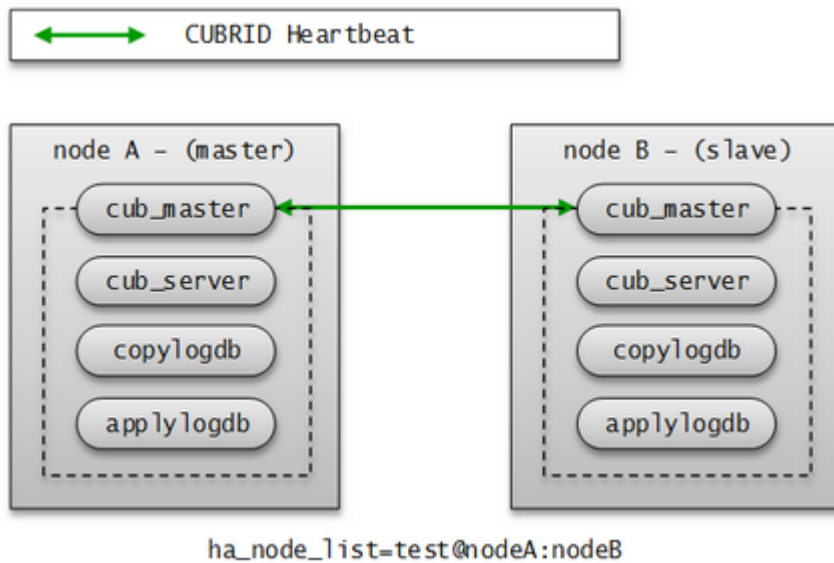 CUBRID Heartbeat
node A – (master)
cub_master
cub_server
copylogdb
applylogdb
node B – (slave)
cub_master
cub_server
copylogdb
applylogdb
ha_node_list=test@nodeA:nodeB